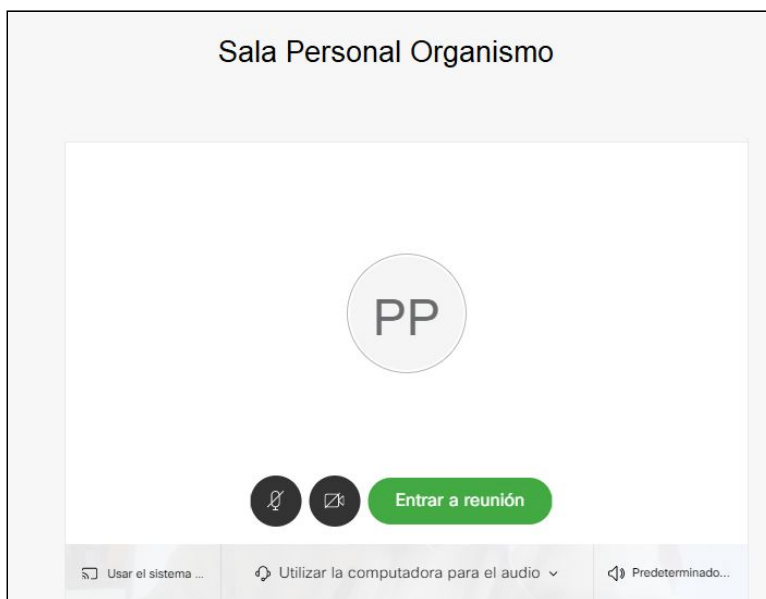 Sala Personal Organismo
PP
Entrar a reunión
Usar el sistema ...
Utilizar la computadora para el audio
Predeterminado...